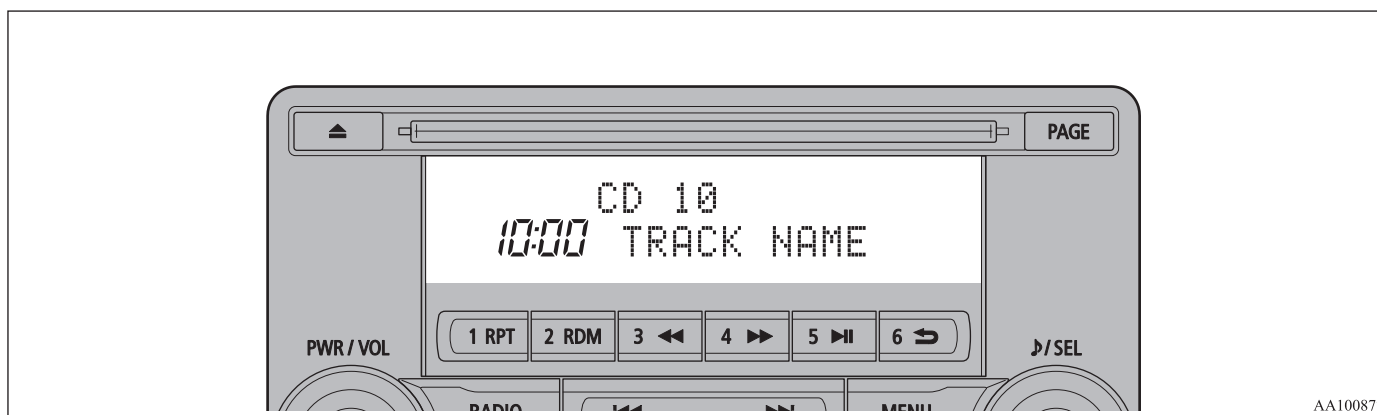 PAGE
CD 10
10:00 TRACK NAME
1 RPT 2 RDM 3 4 5 6
PWR / VOL
♪/ SEL
RADIO
MENU
AA10087